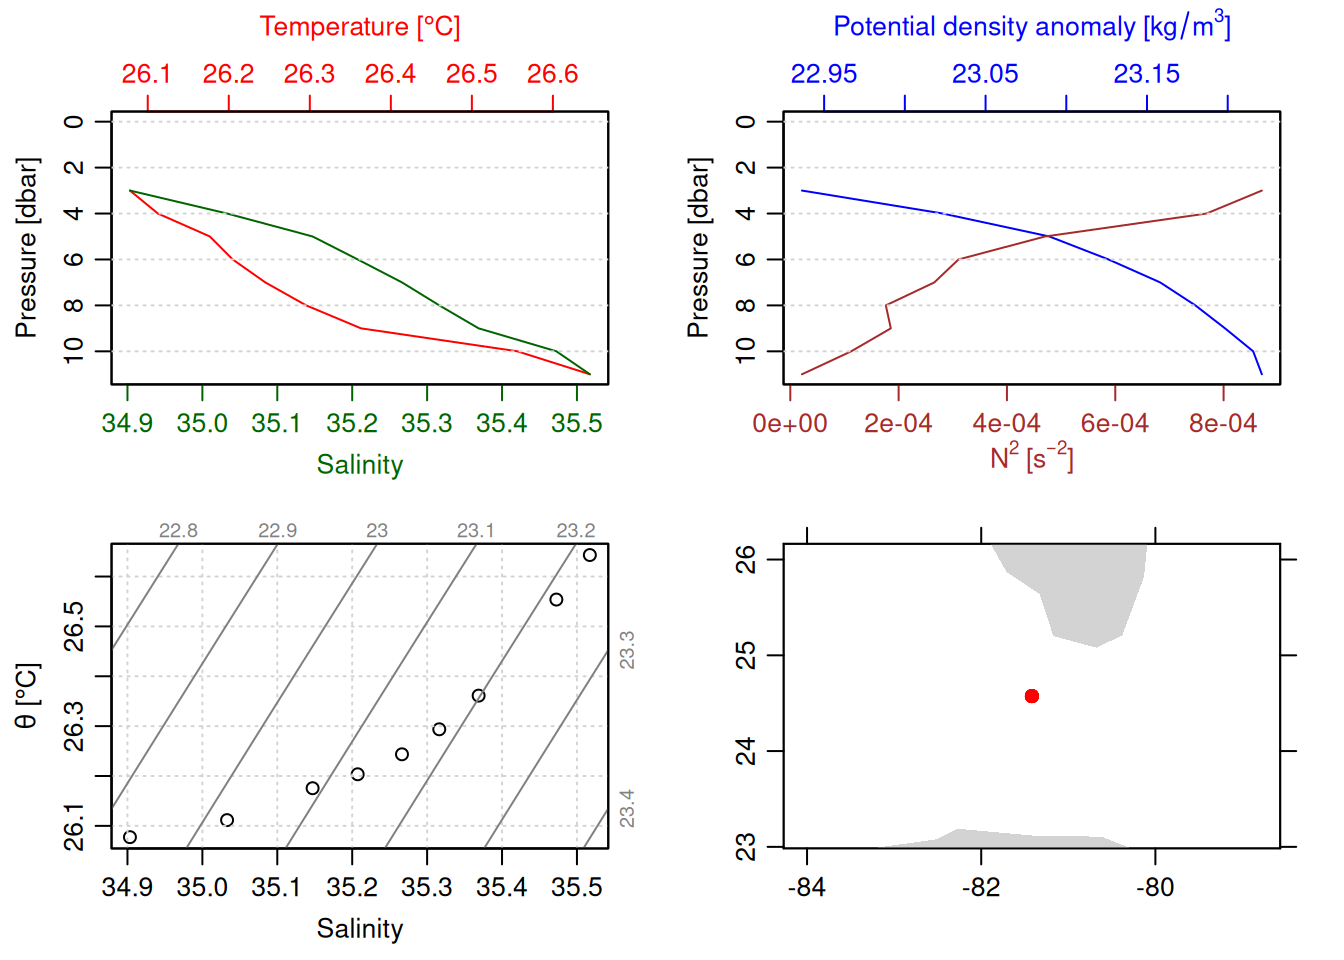 Temperature [°C]
26.1 26.2 26.3 26.4 26.5 26.6
Pressure [dbar]
0
2
4
6
8
10
34.9 35.0 35.1 35.2 35.3 35.4 35.5
Salinity
Potential density anomaly [kg/m³]
22.95 23.05 23.15
Pressure [dbar]
0
2
4
6
8
10
0e+00 2e-04 4e-04 6e-04 8e-04
N² [s⁻²]
22.8 22.9 23 23.1 23.2
23.3
23.4
θ [°C]
26.5
26.3
26.1
34.9 35.0 35.1 35.2 35.3 35.4 35.5
Salinity
26
25
24
23
-84 -82 -80